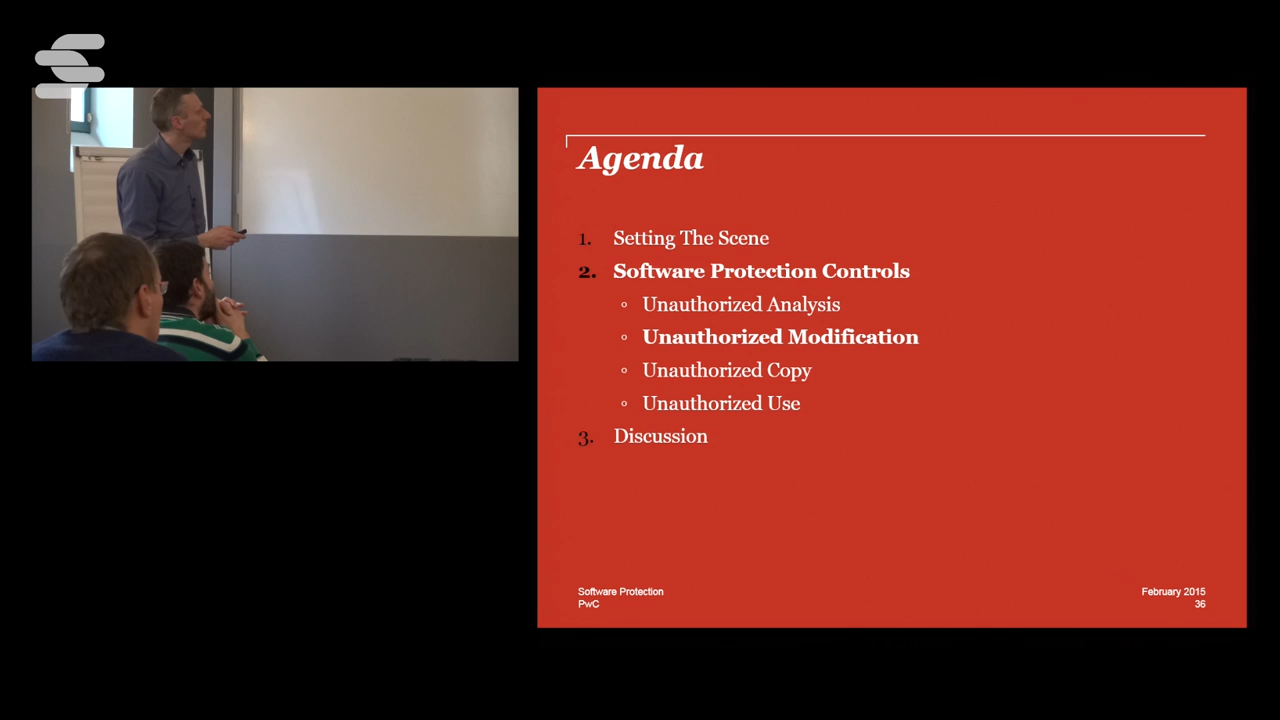 Agenda
1. Setting The Scene
2. Software Protection Controls
◦ Unauthorized Analysis
◦ Unauthorized Modification
◦ Unauthorized Copy
◦ Unauthorized Use
3. Discussion
Software Protection
PwC
February 2015
36